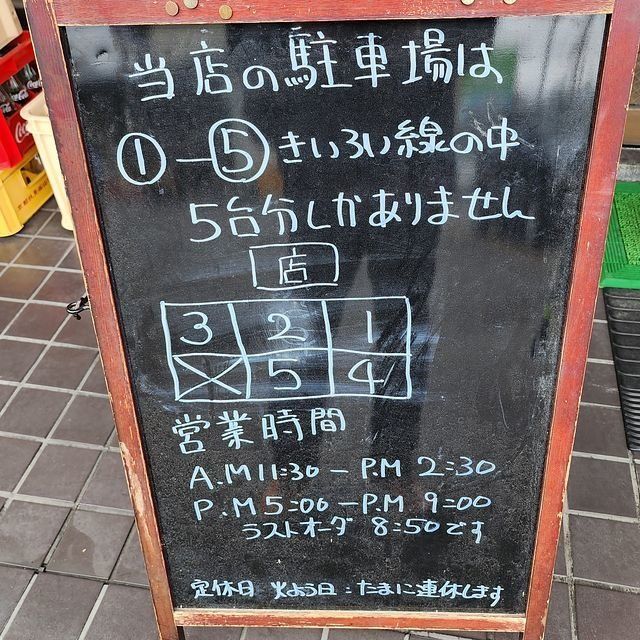 当店の駐車場は
①－⑤ きいろい線の中
5台分しかありません
店
3 2 1
5 4
営業時間
A.M 11:30 － P.M 2:30
P.M 5:00 － P.M 9:00
ラストオーダ 8:50です
定休日 火よう日:たまに連休します